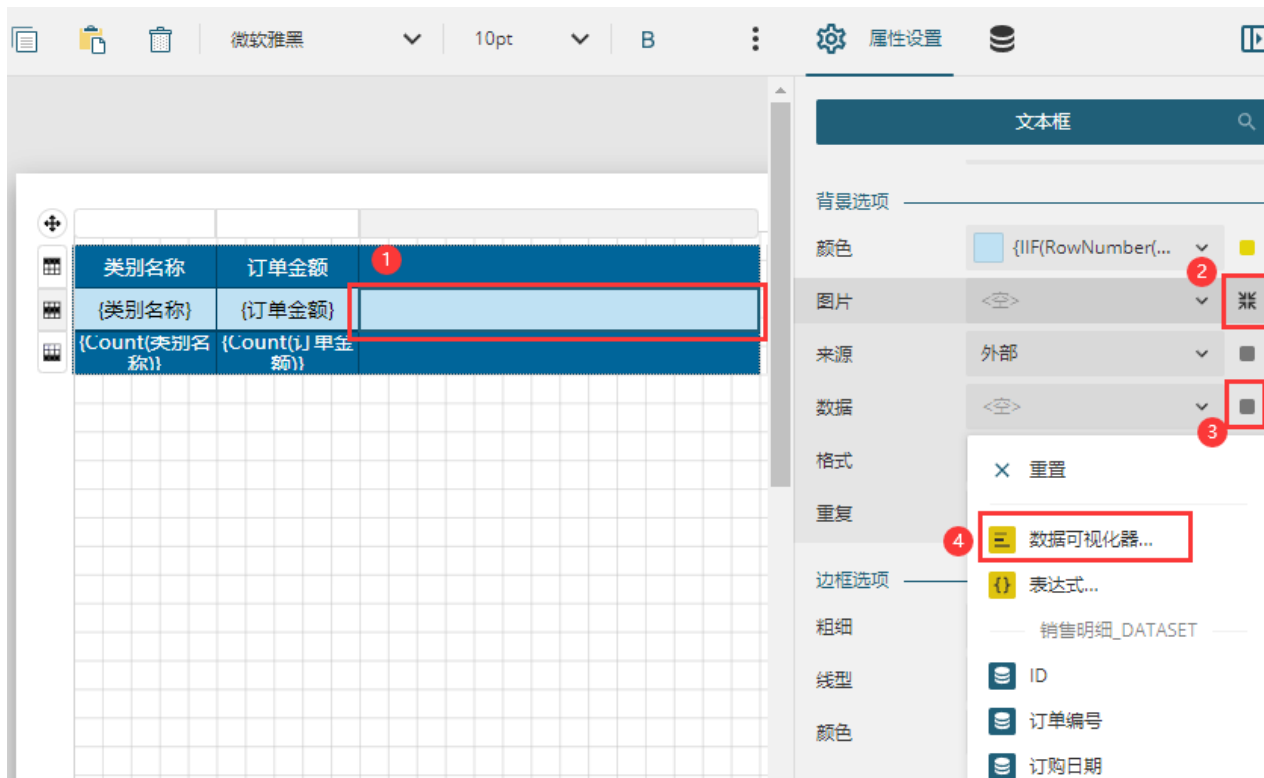 微软雅黑
10pt
B
属性设置
文本框
背景选项
颜色
{IIF(RowNumber(...
2
图片
<空>
来源
外部
数据
<空>
3
格式
重置
重复
4
数据可视化器...
边框选项
{} 表达式...
粗细
销售明细_DATASET
线型
ID
订单编号
颜色
订购日期
类别名称
订单金额
1
{类别名称}
{订单金额}
{Count(类别名
称)}
{Count(订单金
额)}